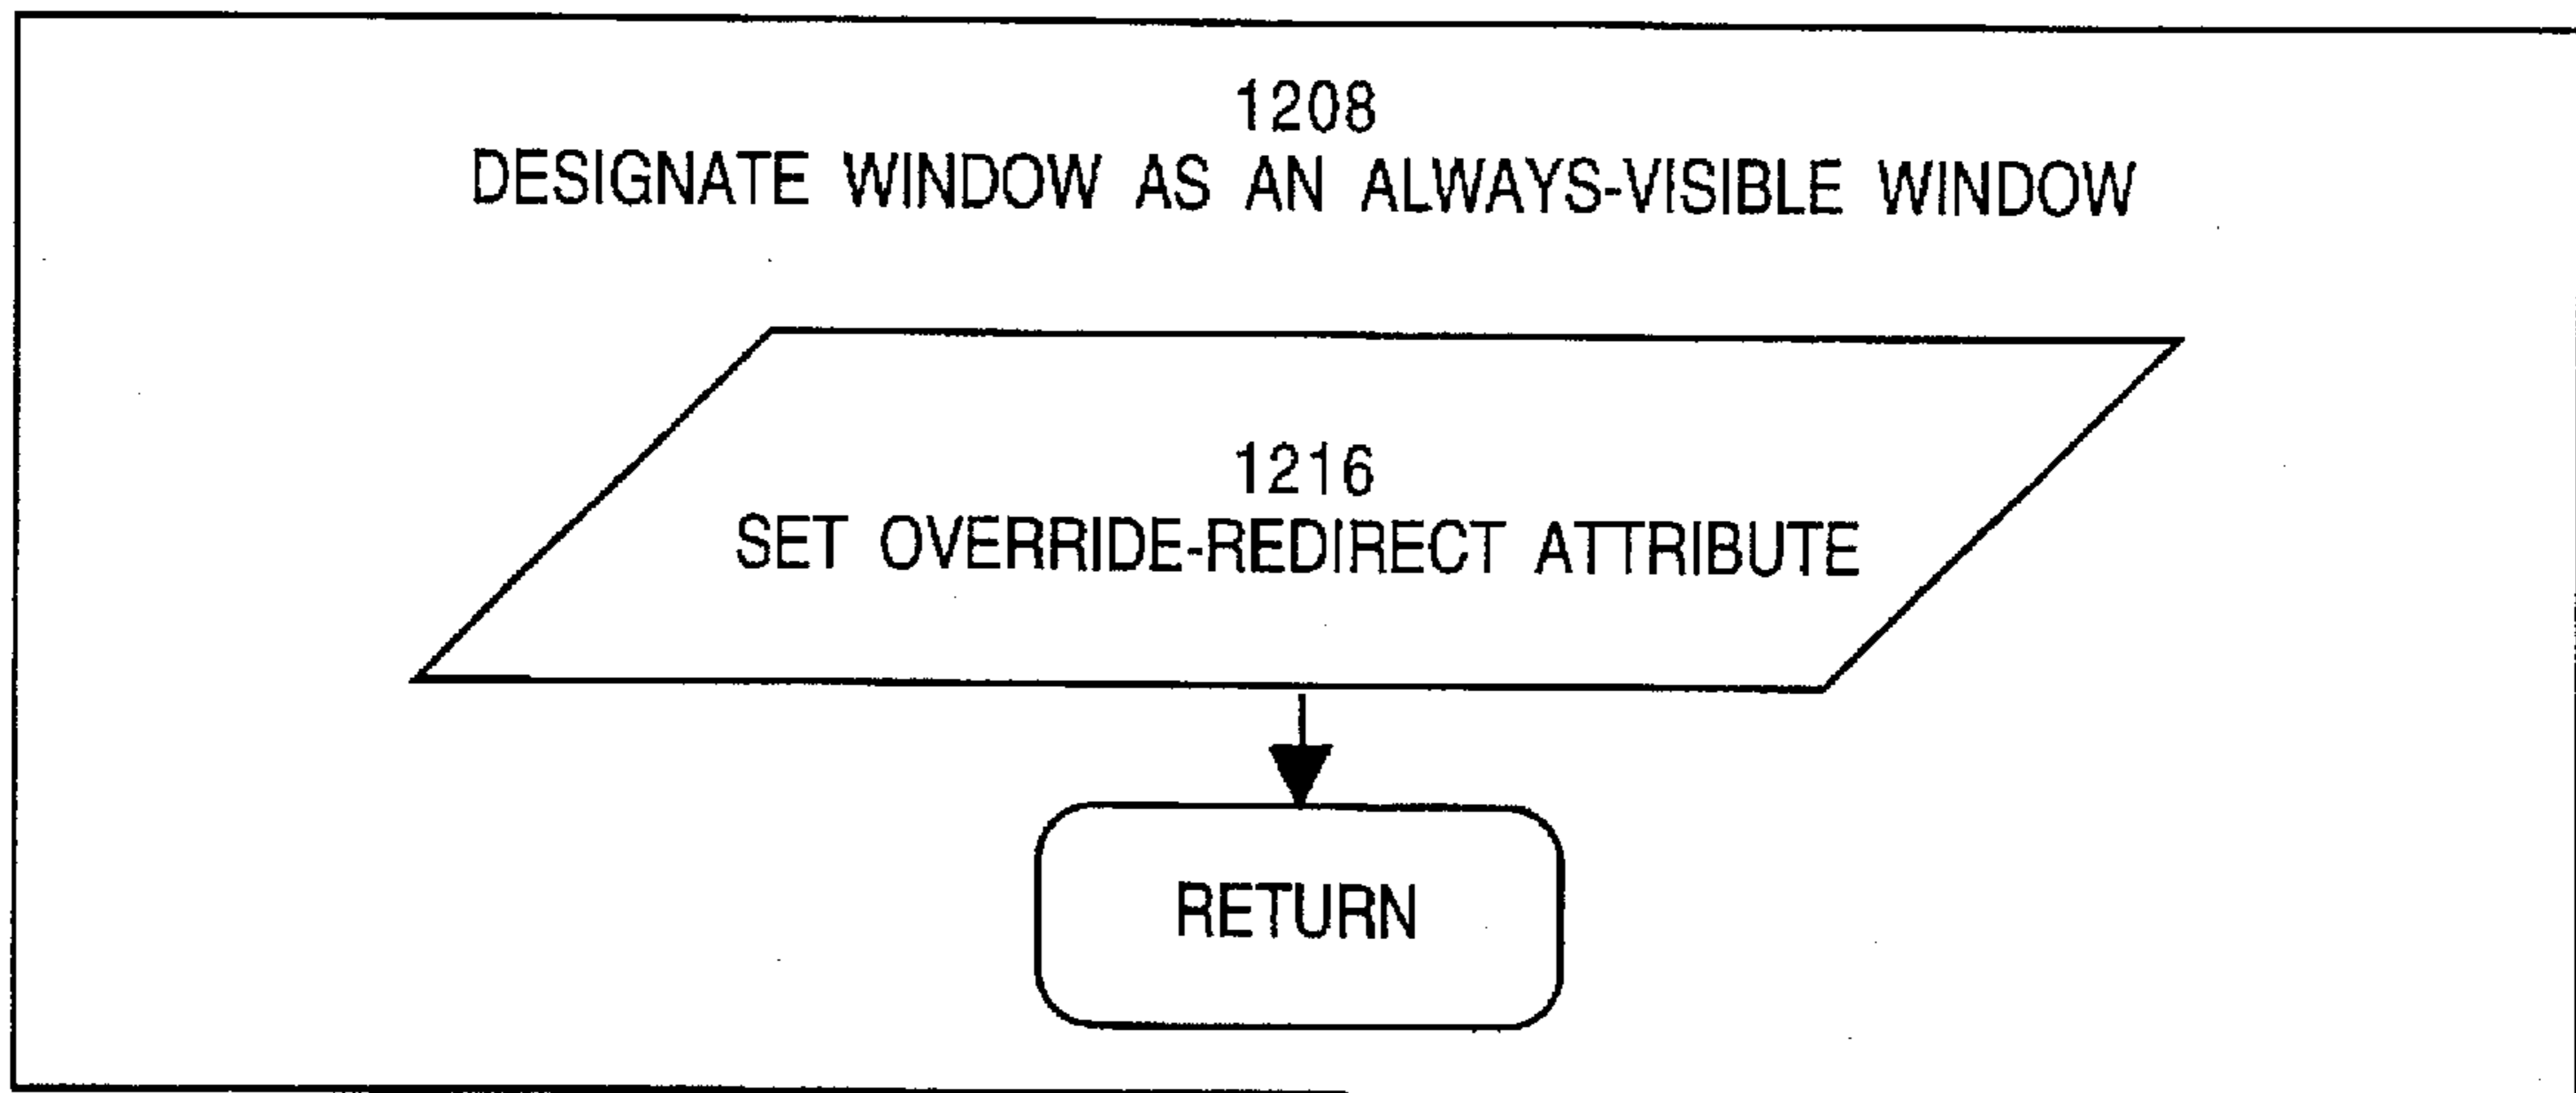 1208
DESIGNATE WINDOW AS AN ALWAYS-VISIBLE WINDOW
1216
SET OVERRIDE-REDIRECT ATTRIBUTE
RETURN